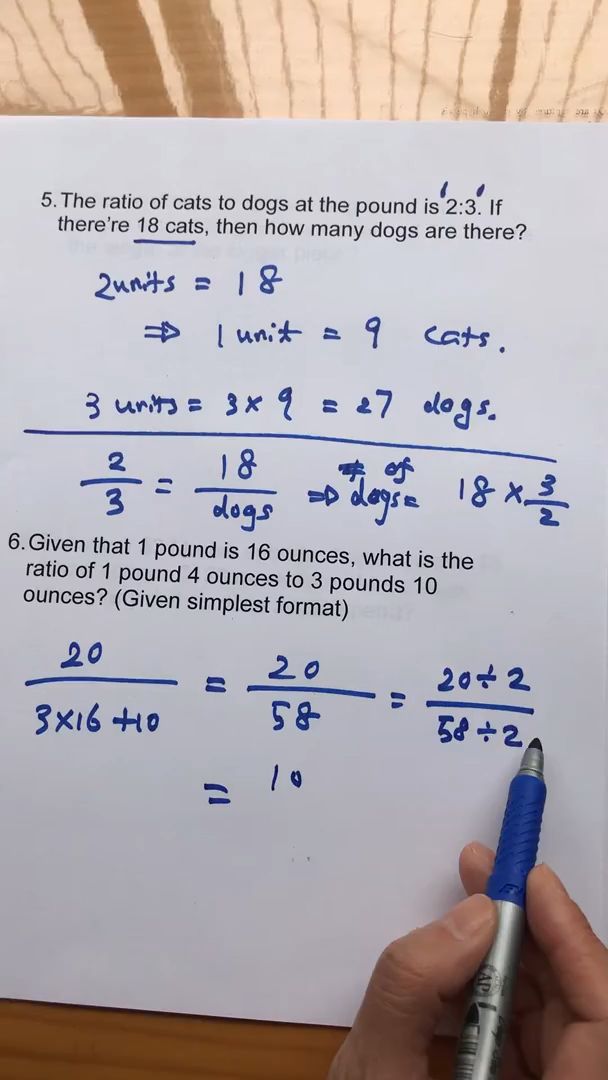 5. The ratio of cats to dogs at the pound is 2:3. If
there're 18 cats, then how many dogs are there?
2units = 18
⇒ 1 unit = 9 cats.
3 units = 3 × 9 = 27 dogs.
2/3 = 18/dogs ⇒ # of dogs = 18 × 3/2
6. Given that 1 pound is 16 ounces, what is the
ratio of 1 pound 4 ounces to 3 pounds 10
ounces? (Given simplest format)
20/(3×16+10) = 20/58 = (20÷2)/(58÷2)
= 10